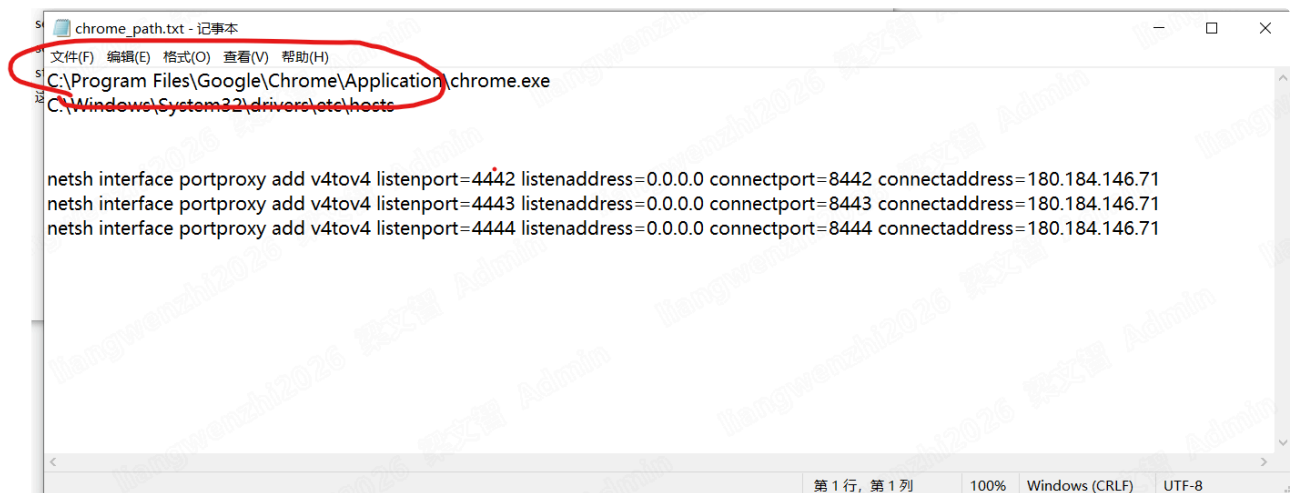 chrome_path.txt - 记事本
文件(F) 编辑(E) 格式(O) 查看(V) 帮助(H)
C:\Program Files\Google\Chrome\Application\chrome.exe
C:\Windows\System32\drivers\etc\hosts
netsh interface portproxy add v4tov4 listenport=4442 listenaddress=0.0.0.0 connectport=8442 connectaddress=180.184.146.71
netsh interface portproxy add v4tov4 listenport=4443 listenaddress=0.0.0.0 connectport=8443 connectaddress=180.184.146.71
netsh interface portproxy add v4tov4 listenport=4444 listenaddress=0.0.0.0 connectport=8444 connectaddress=180.184.146.71
liangwenzhi2026 梁文智 Admin
第 1 行，第 1 列 100% Windows (CRLF) UTF-8